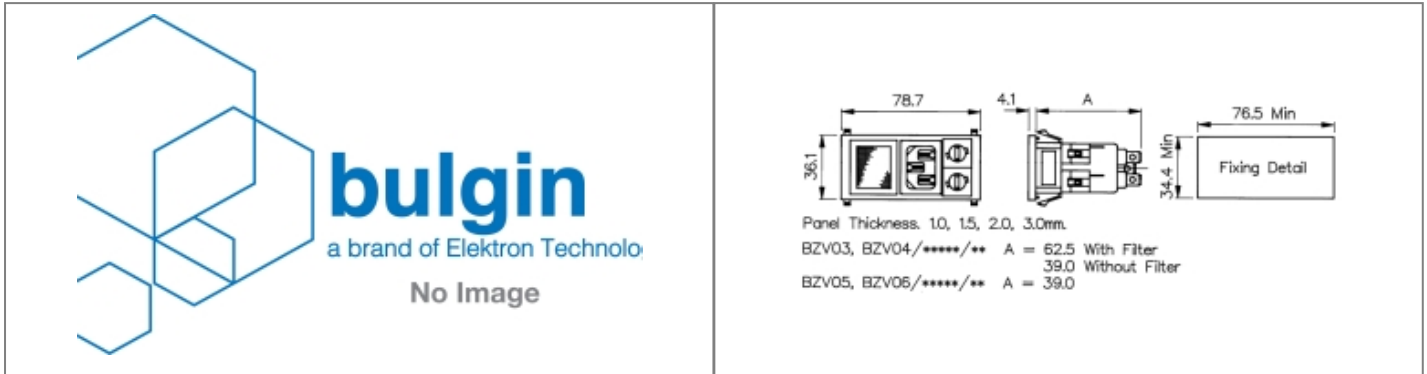 bulgin
a brand of Elektron Technolo
No Image
78.7
4.1
A
76.5 Min
36.1
34.4 Min
Fixing Detail
Panel Thickness. 1.0, 1.5, 2.0, 3.0mm.
BZV03, BZV04/*****/** A = 62.5 With Filter
39.0 Without Filter
BZV05, BZV06/*****/** A = 39.0